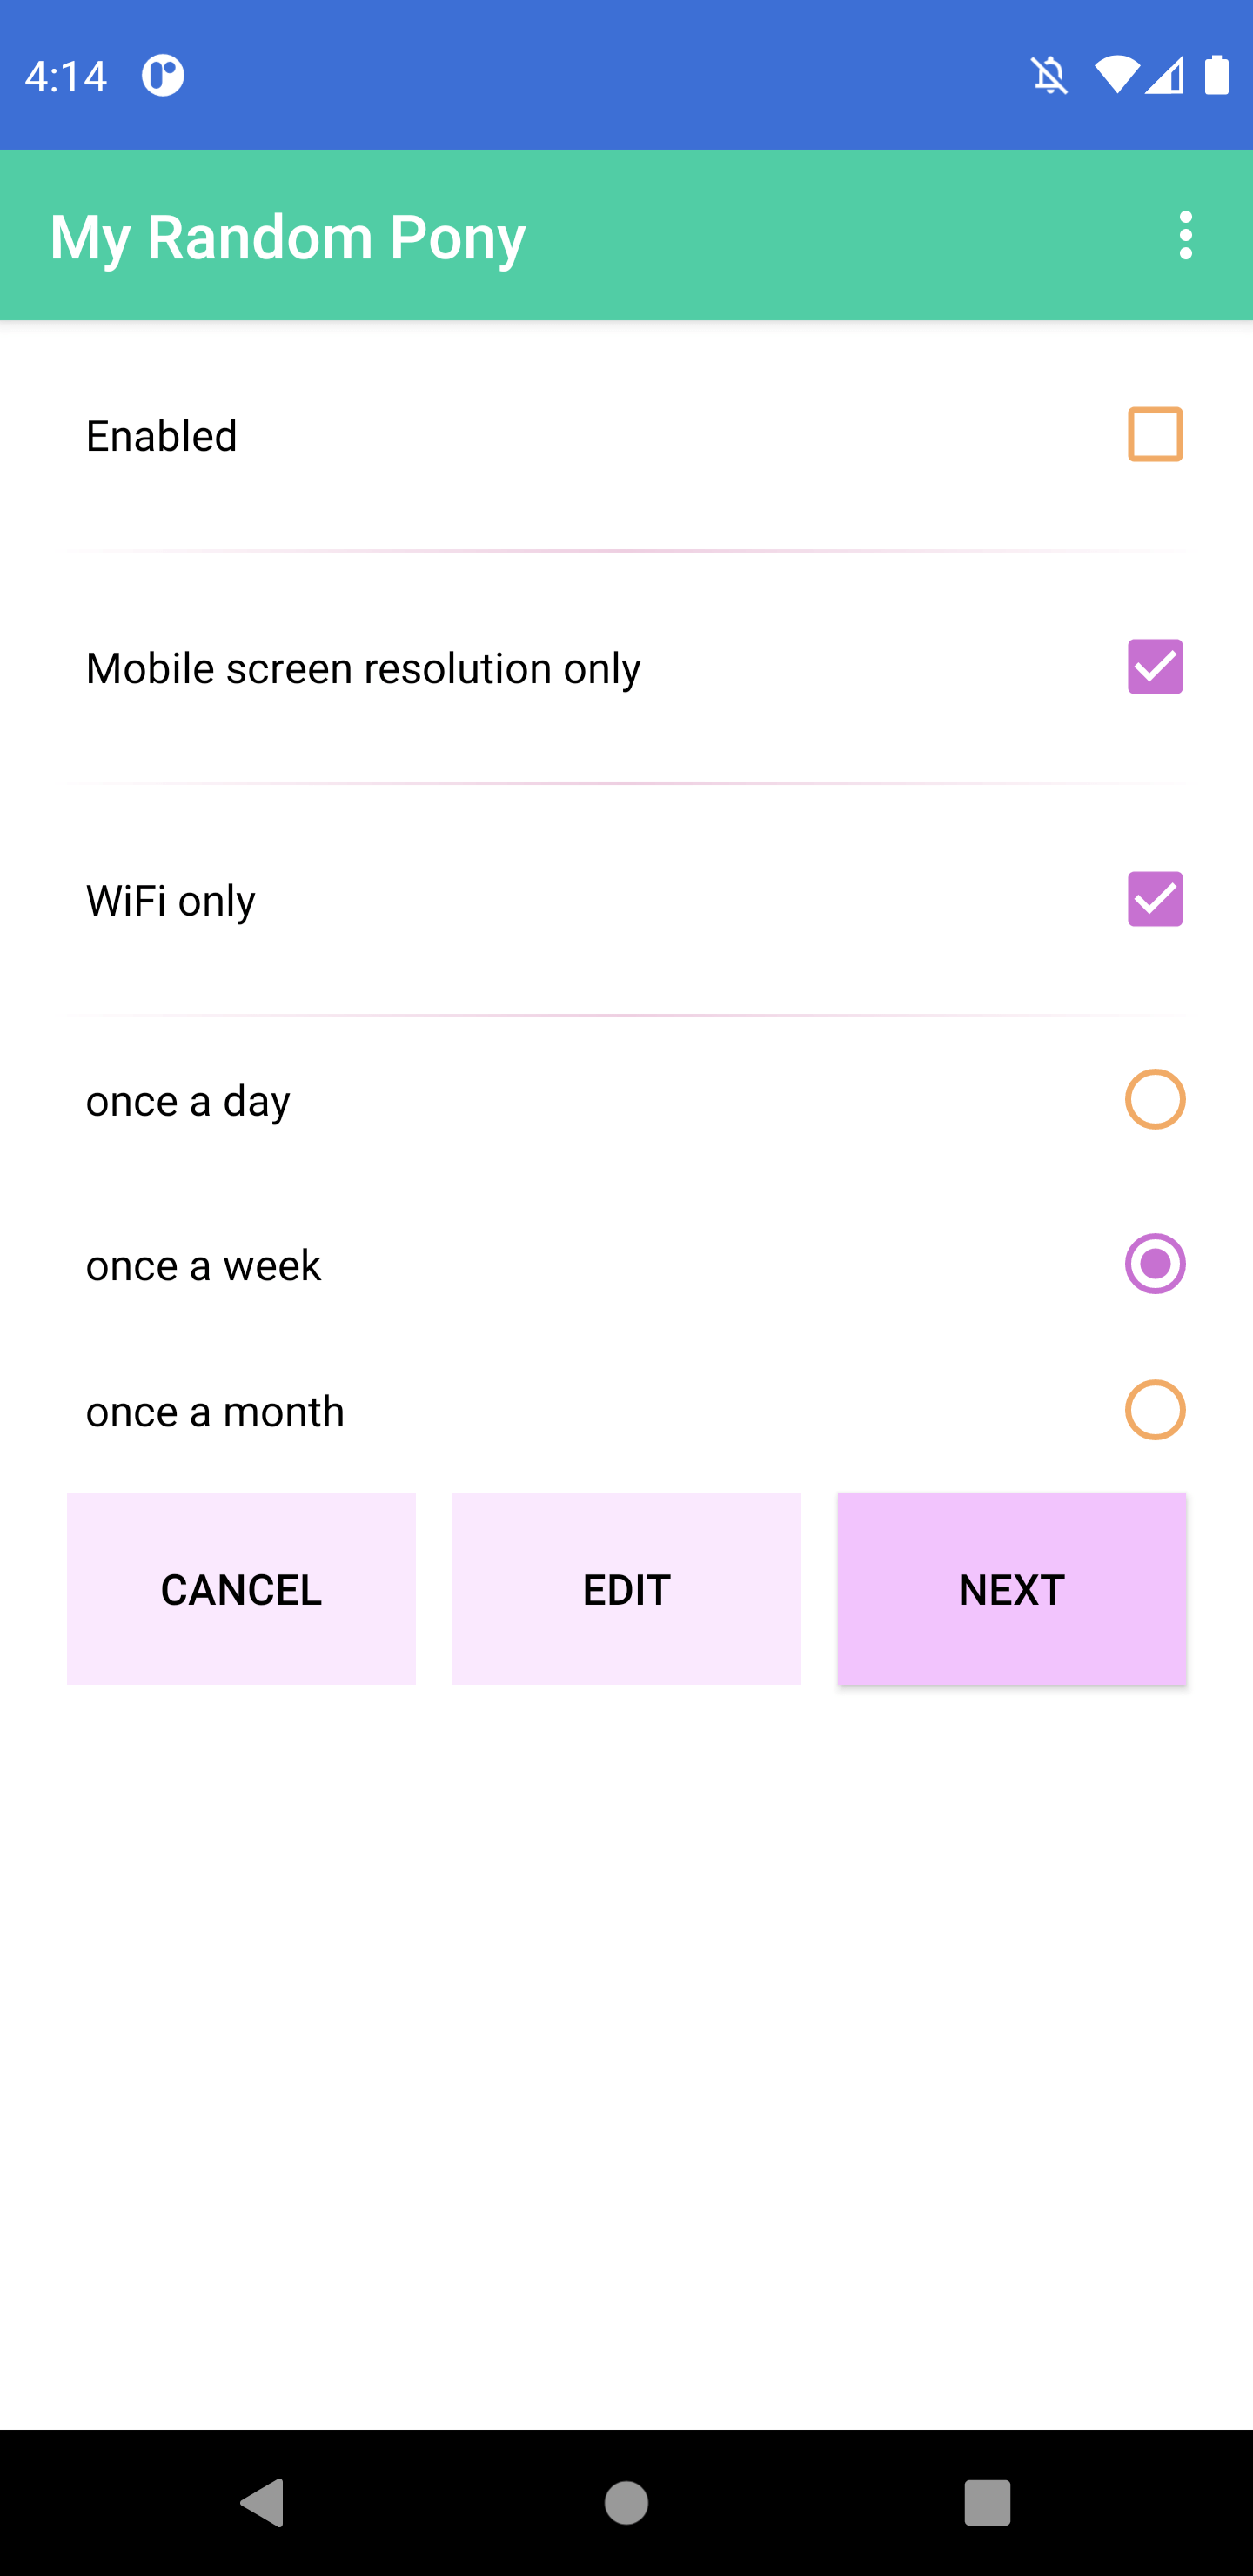 4:14
My Random Pony
Enabled
Mobile screen resolution only
WiFi only
once a day
once a week
once a month
CANCEL EDIT NEXT